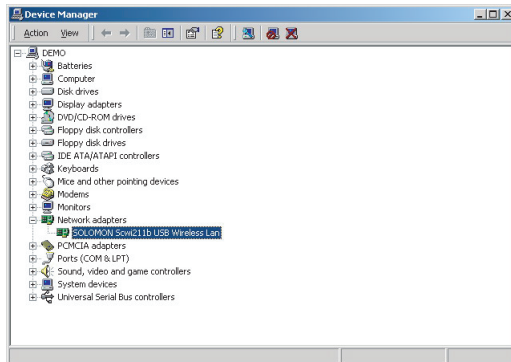 Device Manager
Action View
DEMO
Batteries
Computer
Disk drives
Display adapters
DVD/CD-ROM drives
Floppy disk controllers
Floppy disk drives
IDE ATA/ATAPI controllers
Keyboards
Mice and other pointing devices
Modems
Monitors
Network adapters
SOLOMON Scwi211b USB Wireless Lan
PCMCIA adapters
Ports (COM & LPT)
Sound, video and game controllers
System devices
Universal Serial Bus controllers